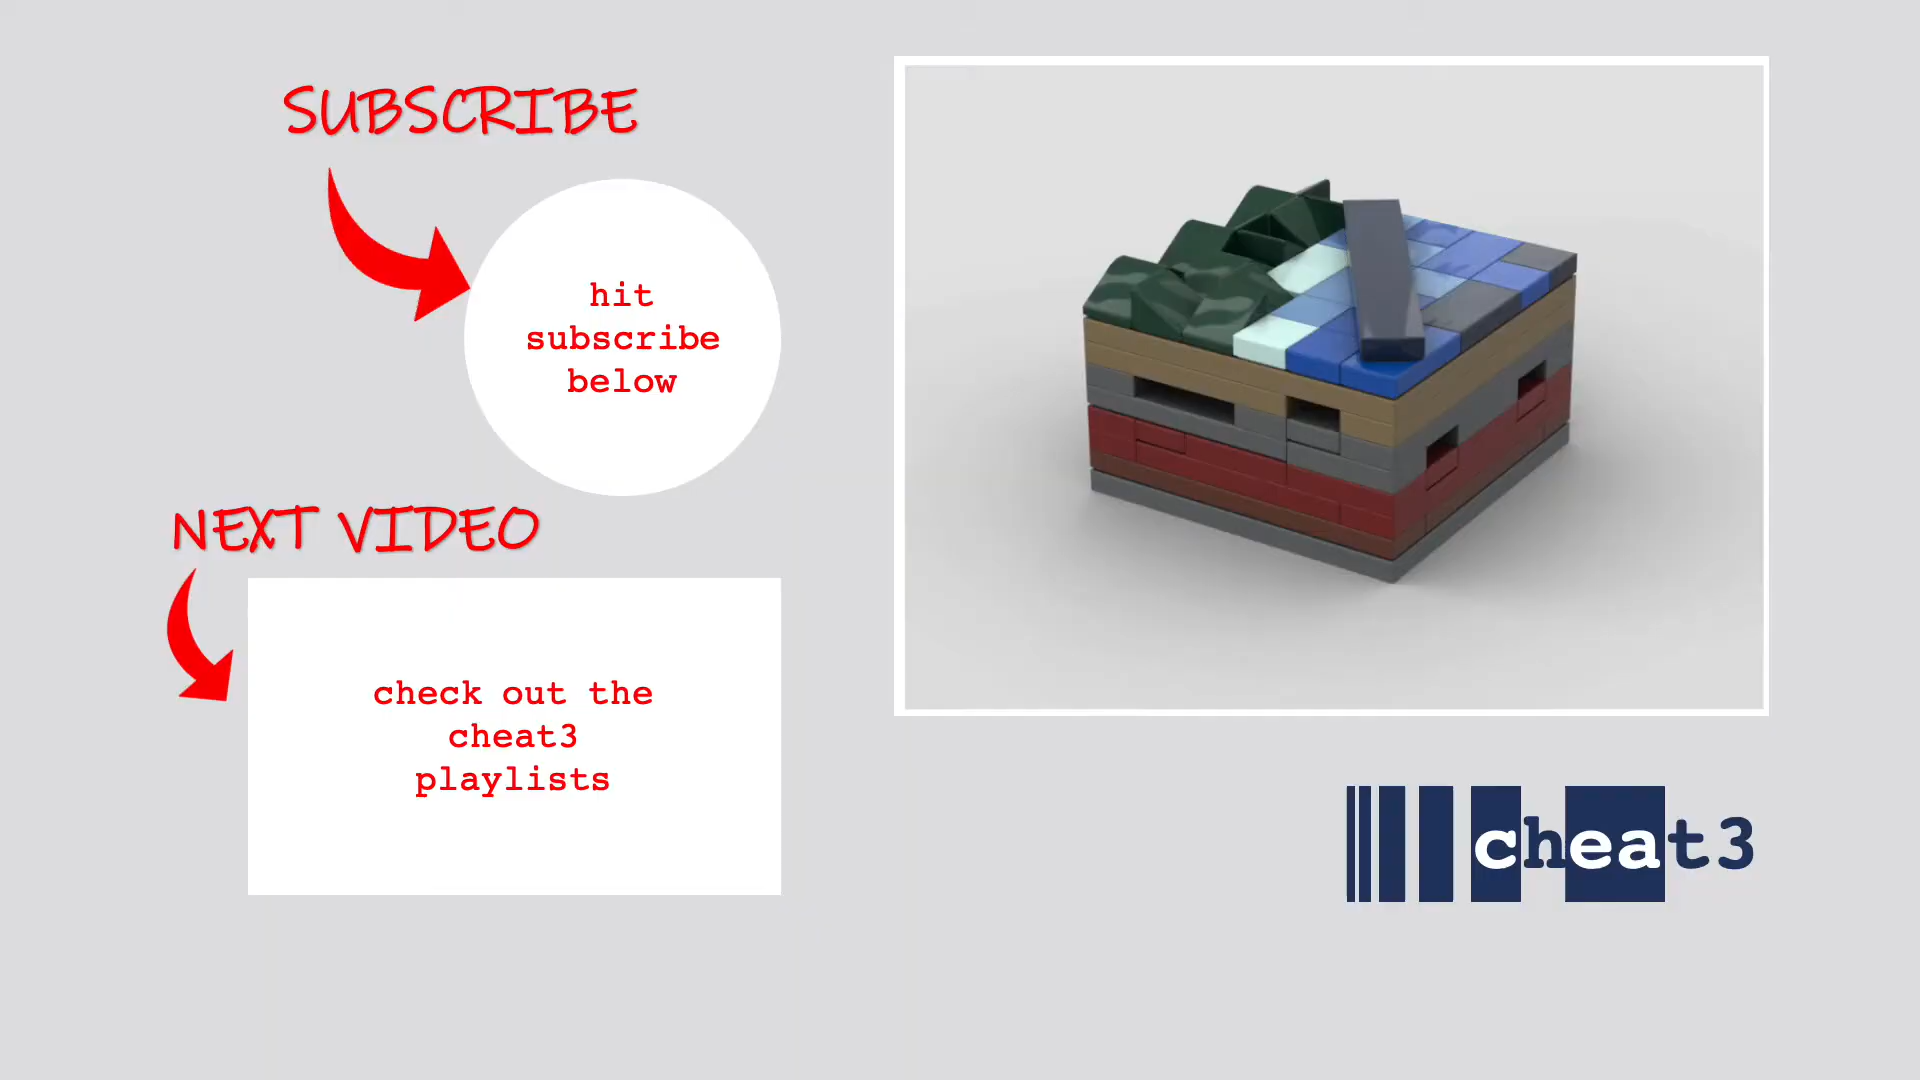 SUBSCRIBE
hit
subscribe
below
NEXT VIDEO
check out the
cheat3
playlists
cheat3